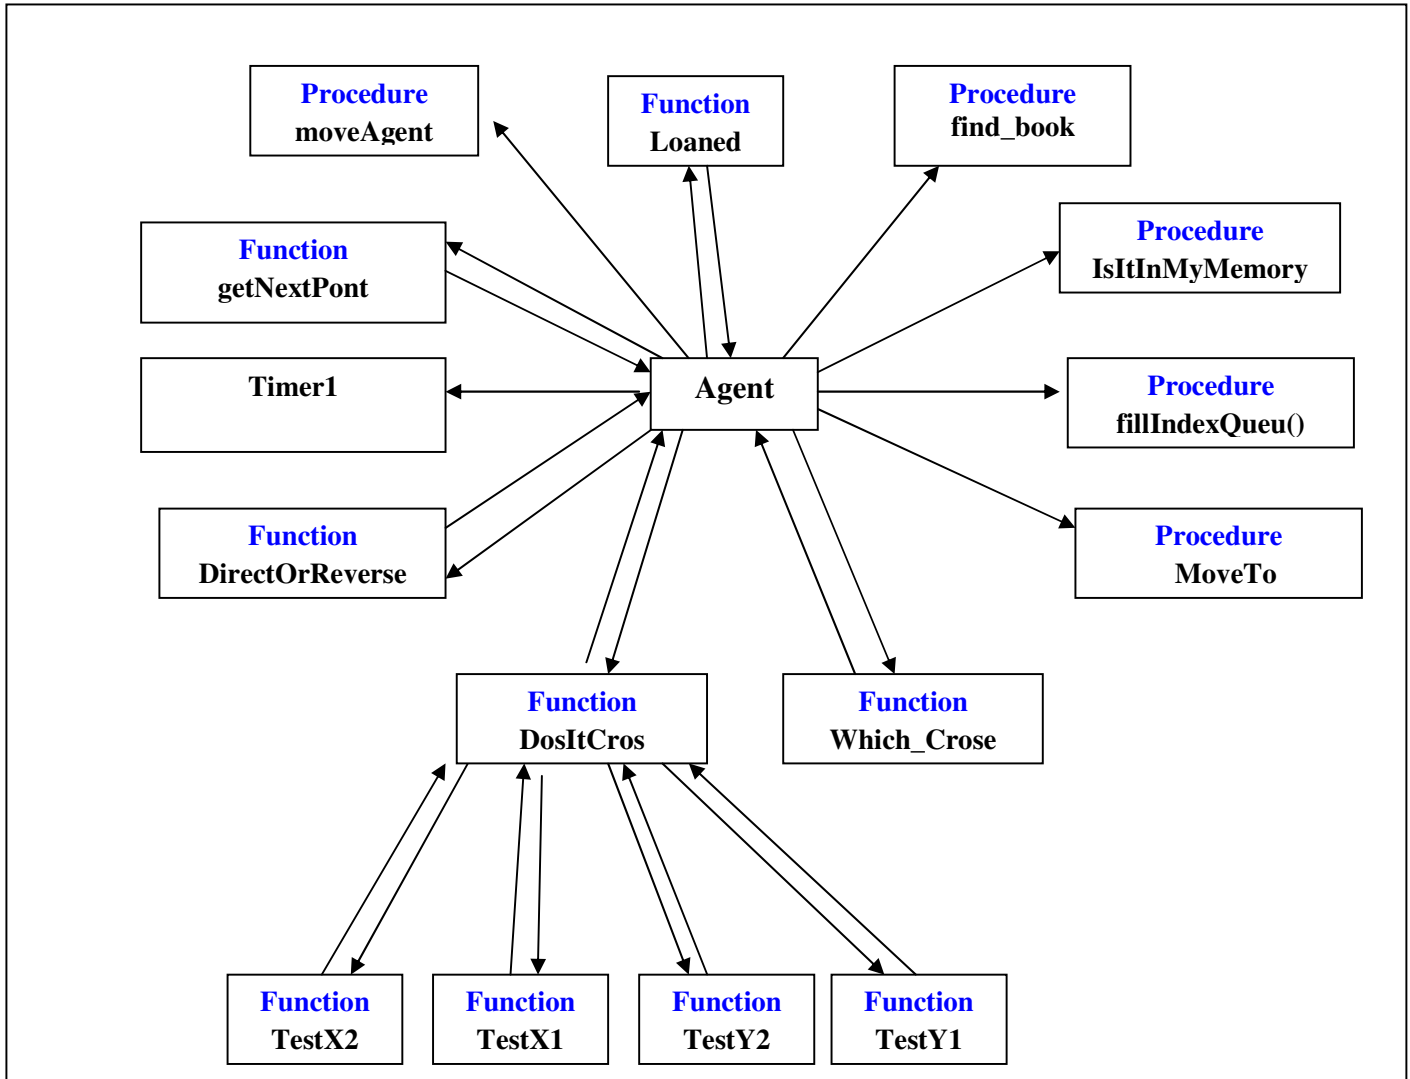 Procedure
moveAgent
Function
Loaned
Procedure
find_book
Function
getNextPont
Procedure
IsItInMyMemory
Timer1
Agent
Procedure
fillIndexQueu()
Function
DirectOrReverse
Procedure
MoveTo
Function
DosItCros
Function
Which_Crose
Function
TestX2
Function
TestX1
Function
TestY2
Function
TestY1